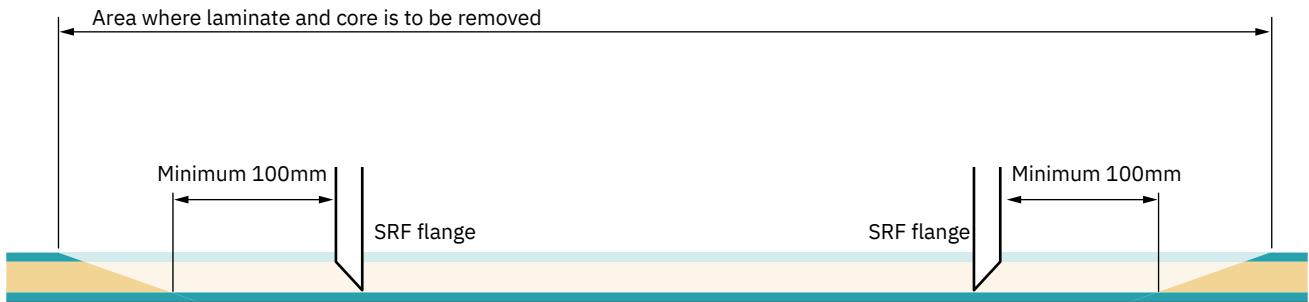 Area where laminate and core is to be removed
Minimum 100mm
Minimum 100mm
SRF flange
SRF flange